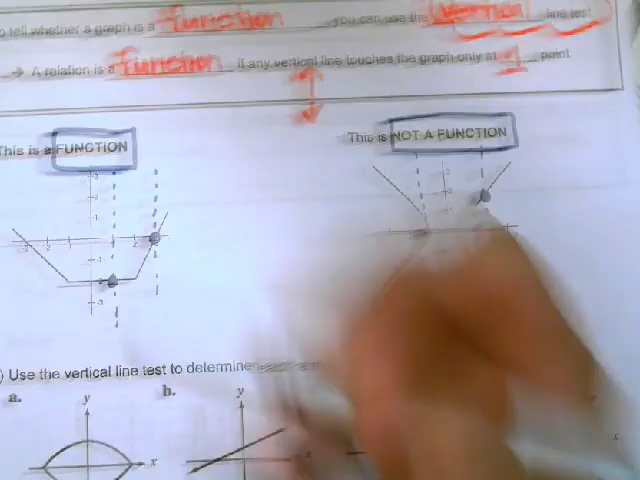 o tell whether a graph is a function, you can use the vertical line test.
→ A relation is a function if any vertical line touches the graph only at 1 point.
This is a FUNCTION
This is NOT A FUNCTION
) Use the vertical line test to determine
a. b.
y y
x x